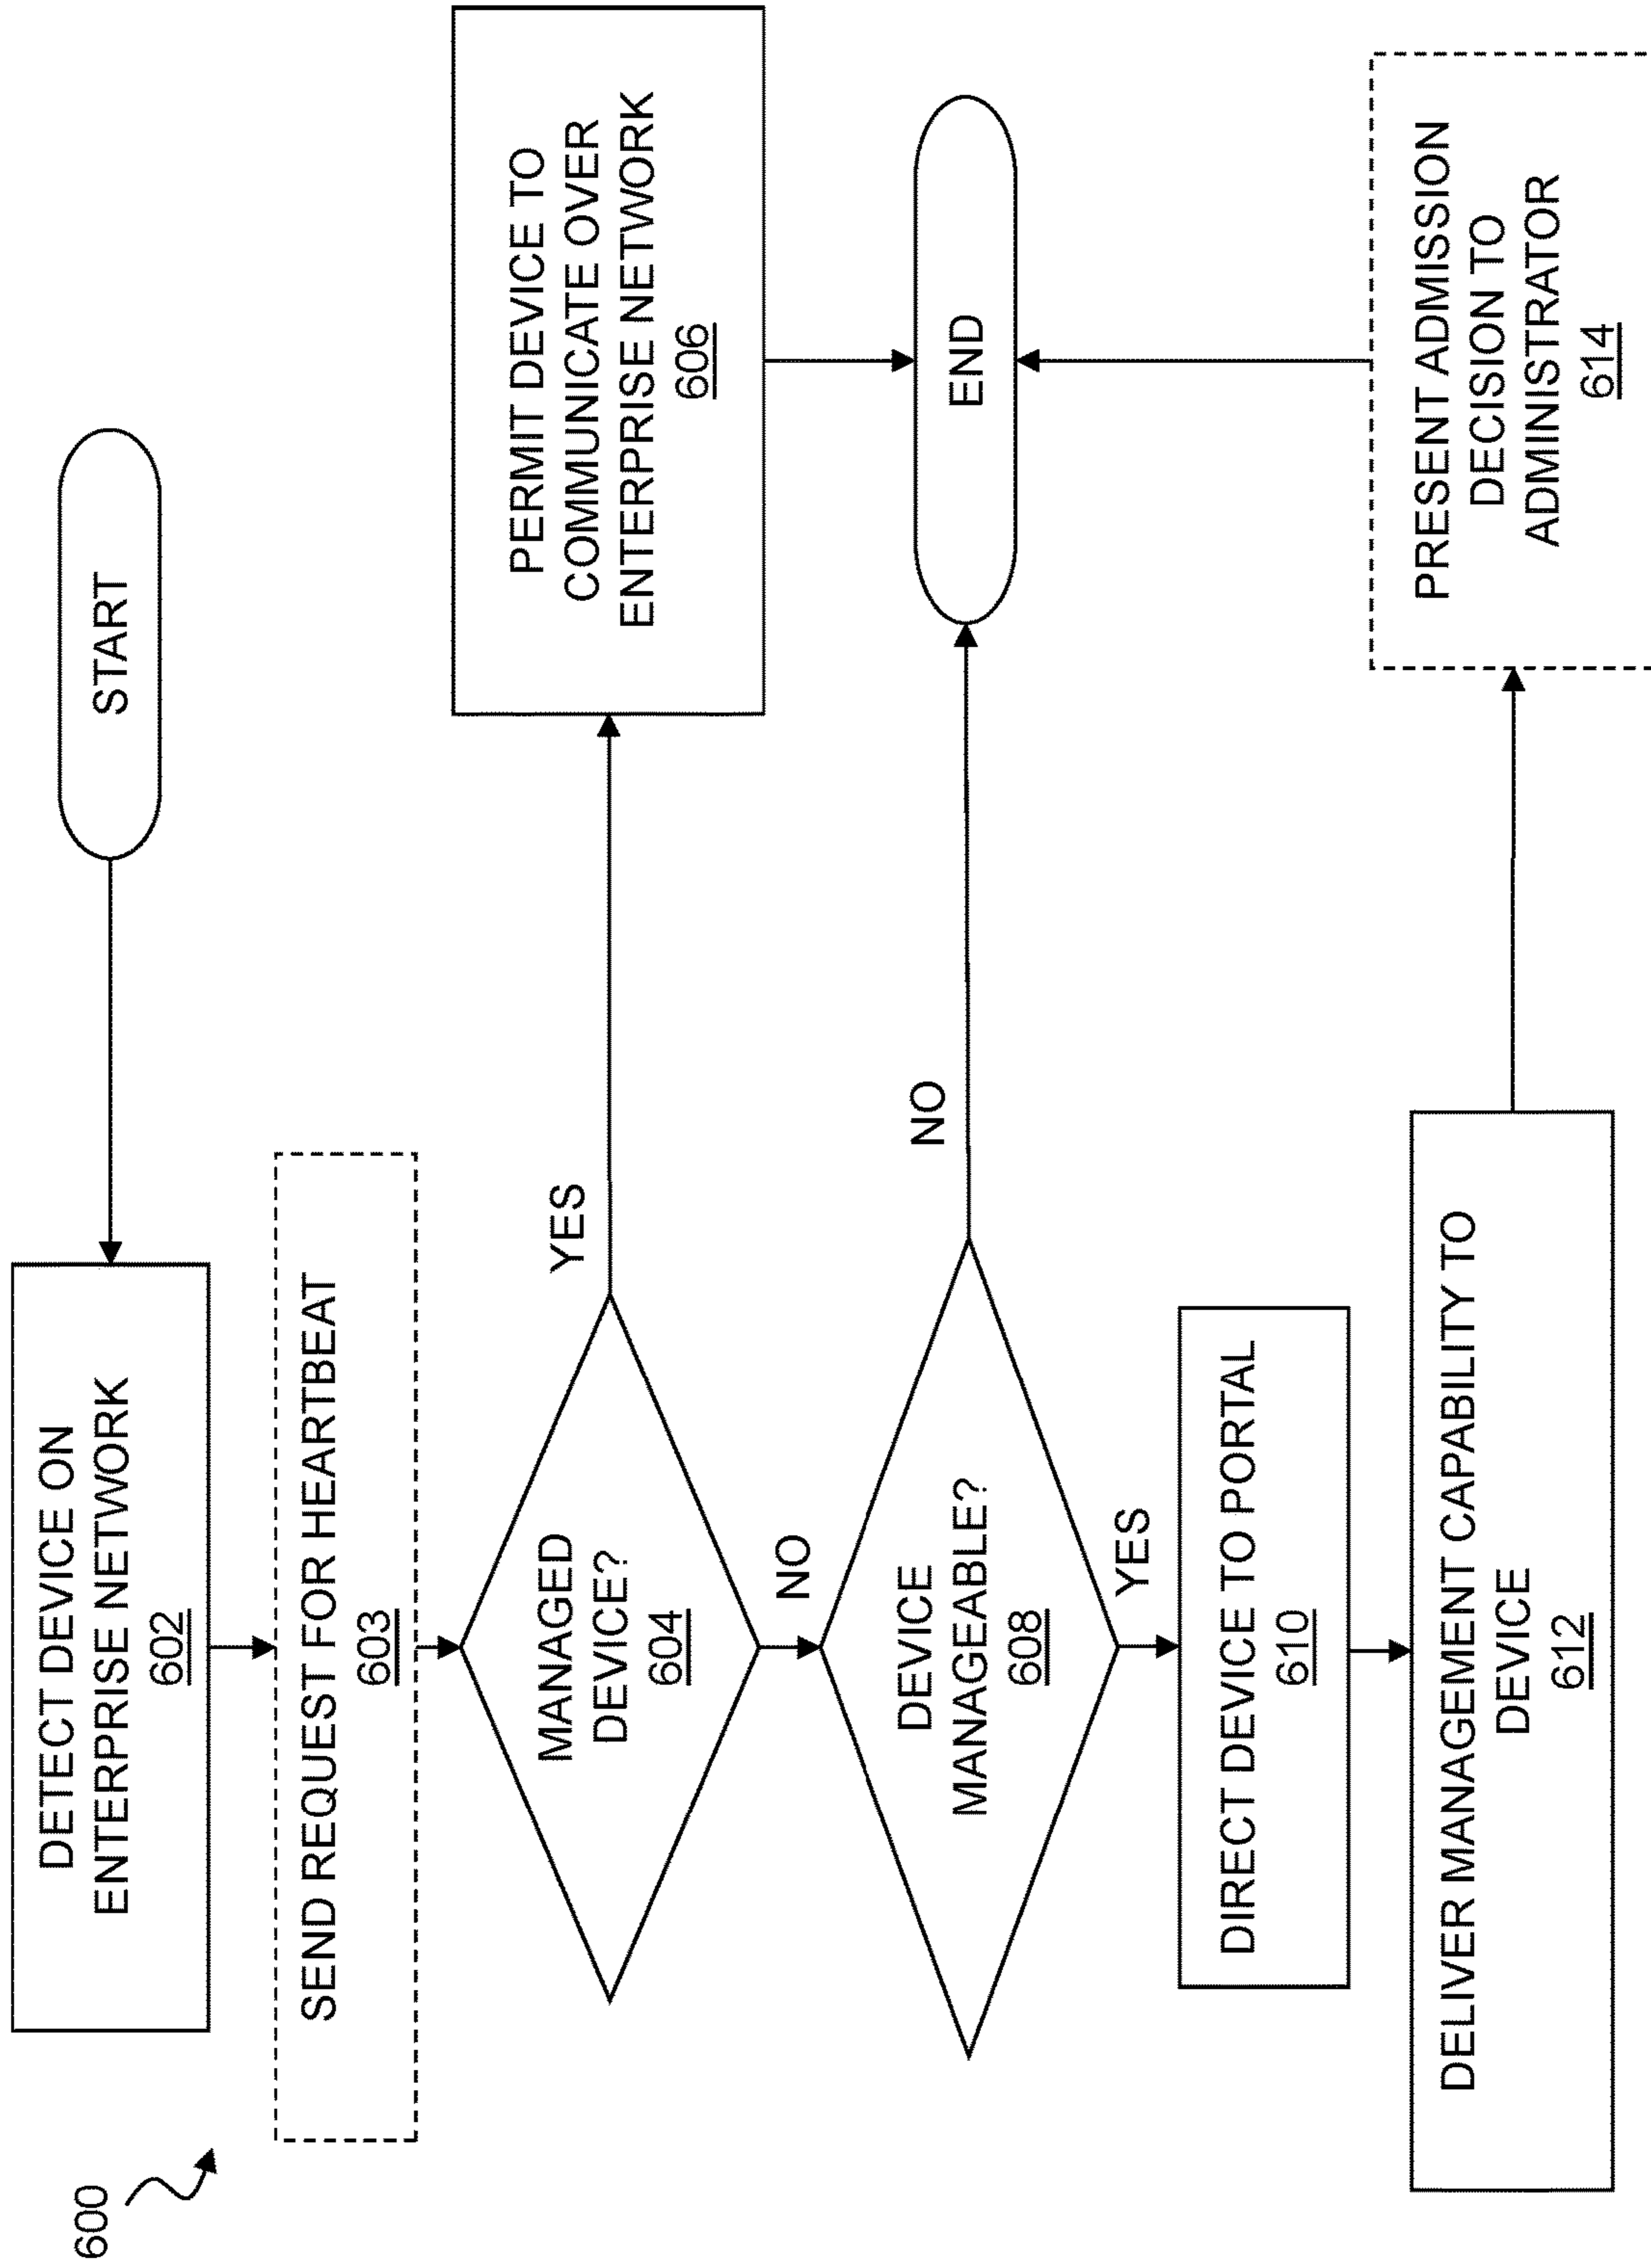 600
START
DETECT DEVICE ON
ENTERPRISE NETWORK
602
SEND REQUEST FOR HEARTBEAT
603
MANAGED
DEVICE?
604
YES
PERMIT DEVICE TO
COMMUNICATE OVER
ENTERPRISE NETWORK
606
NO
DEVICE
MANAGEABLE?
608
NO
END
YES
DIRECT DEVICE TO PORTAL
610
DELIVER MANAGEMENT CAPABILITY TO
DEVICE
612
PRESENT ADMISSION
DECISION TO
ADMINISTRATOR
614